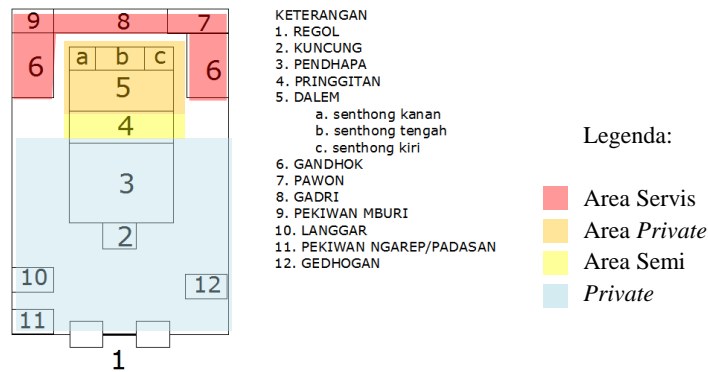 9 8 7
6 a b c 6
5
4
3
2
10 12
11
1
KETERANGAN
1. REGOL
2. KUNCUNG
3. PENDHAPA
4. PRINGGITAN
5. DALEM
a. senthong kanan
b. senthong tengah
c. senthong kiri
6. GANDHOK
7. PAWON
8. GADRI
9. PEKIWAN MBURI
10. LANGGAR
11. PEKIWAN NGAREP/PADASAN
12. GEDHOGAN
Legenda:
Area Servis
Area Private
Area Semi
Private